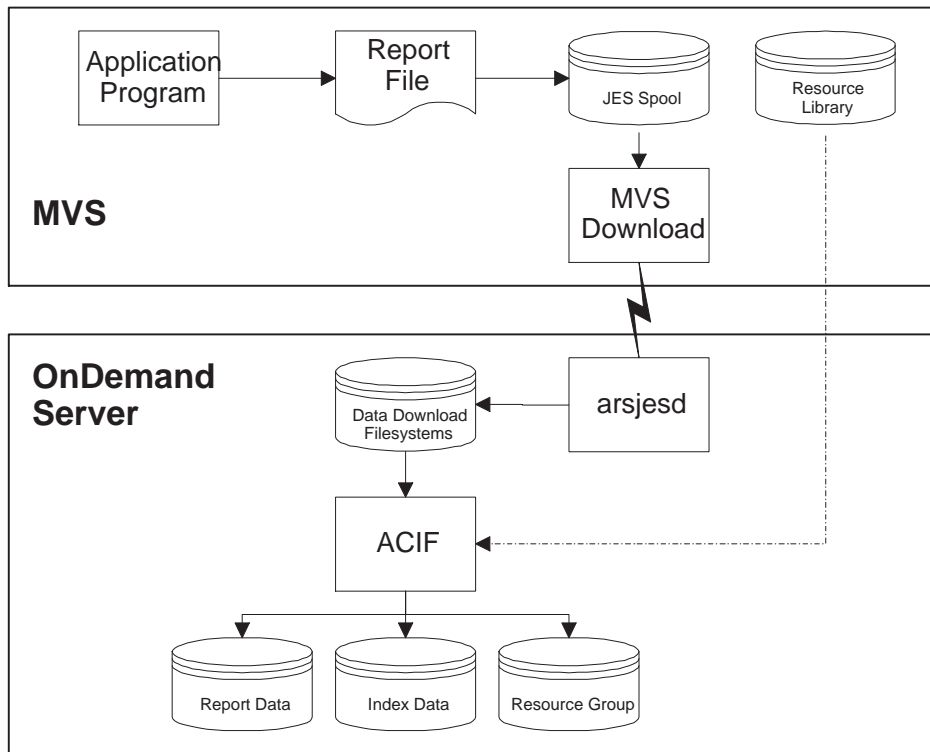 Application
Program
Report
File
JES Spool
Resource
Library
MVS
MVS
Download
OnDemand
Server
Data Download
Filesystems
arsjesd
ACIF
Report Data
Index Data
Resource Group